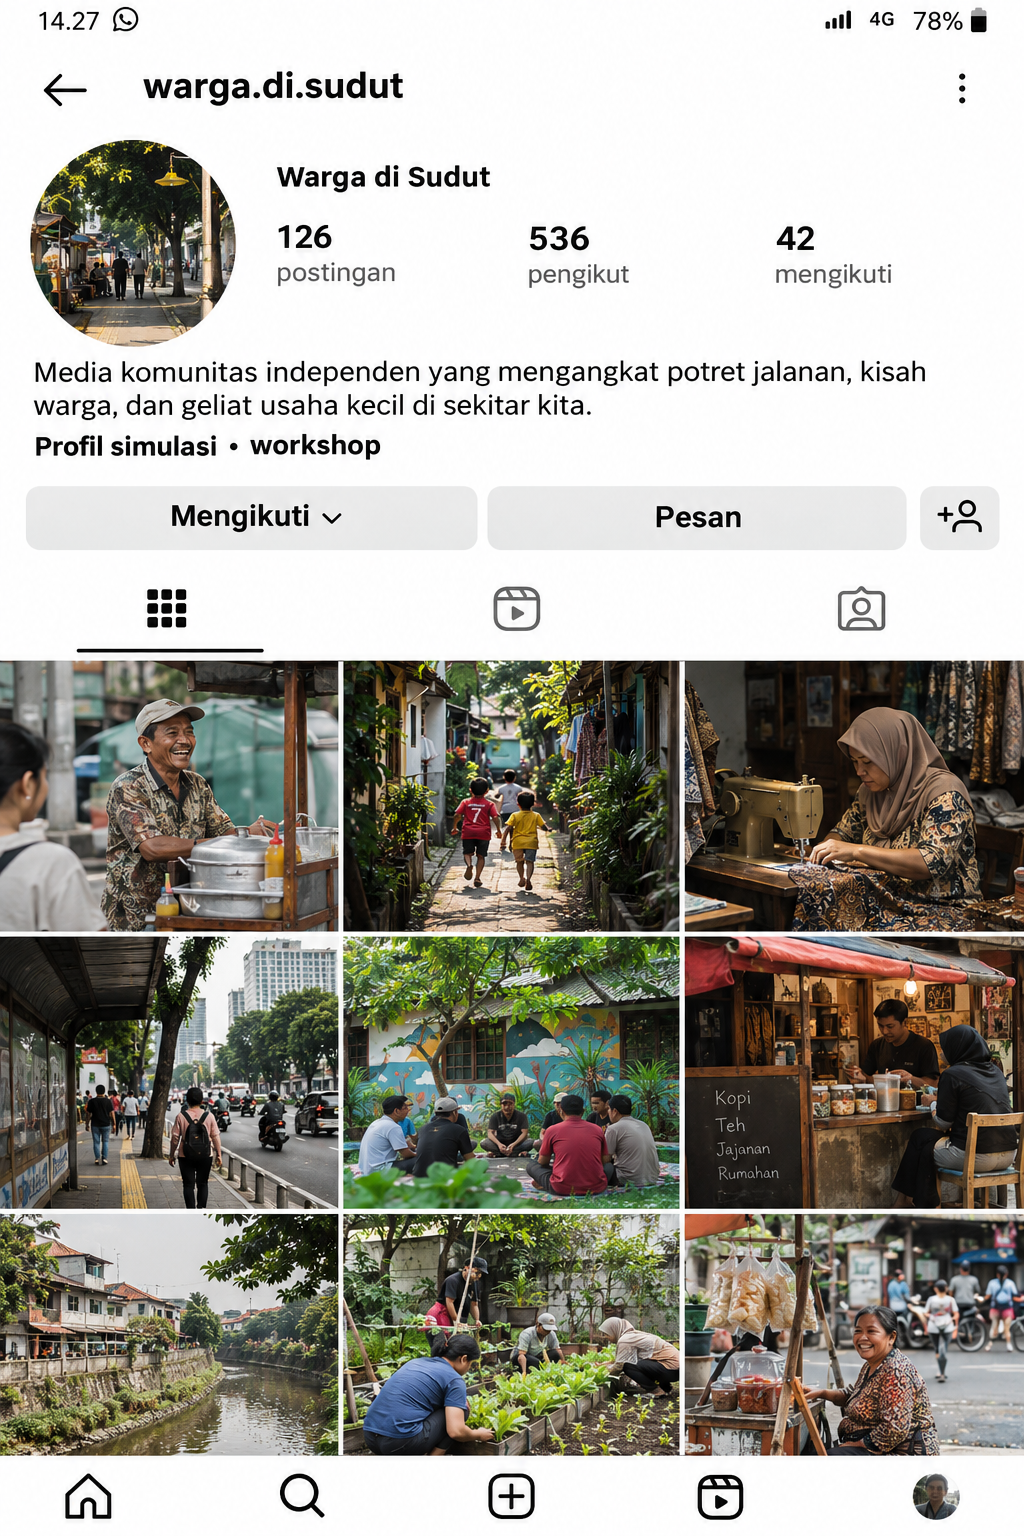 14.27
4G 78%
warga.di.sudut
Warga di Sudut
126 536 42
postingan pengikut mengikuti
Media komunitas independen yang mengangkat potret jalanan, kisah
warga, dan geliat usaha kecil di sekitar kita.
Profil simulasi • workshop
Mengikuti Pesan
7
Kopi
Teh
Jajanan
Rumahan